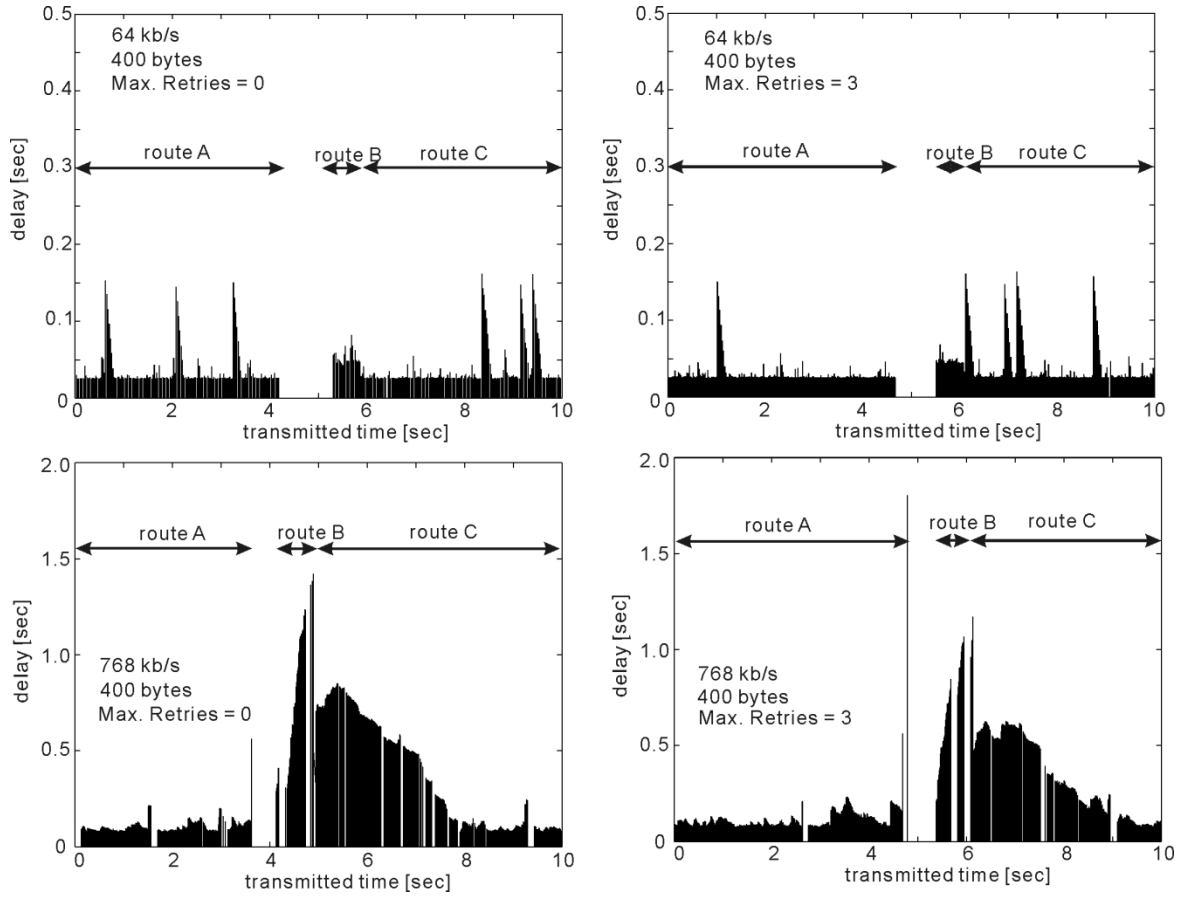 0.5
64 kb/s
400 bytes
Max. Retries = 0
0.4
route A
route B
route C
0.3
delay [sec]
0.2
0.1
0
0 2 4 6 8 10
transmitted time [sec]
0.5
64 kb/s
400 bytes
Max. Retries = 3
0.4
route A
route B
route C
0.3
delay [sec]
0.2
0.1
0
0 2 4 6 8 10
transmitted time [sec]
2.0
route A
route B
route C
1.5
delay [sec]
1.0
768 kb/s
400 bytes
Max. Retries = 0
0.5
0
0 2 4 6 8 10
transmitted time [sec]
2.0
route A
route B
route C
1.5
delay [sec]
1.0
768 kb/s
400 bytes
Max. Retries = 3
0.5
0
0 2 4 6 8 10
transmitted time [sec]